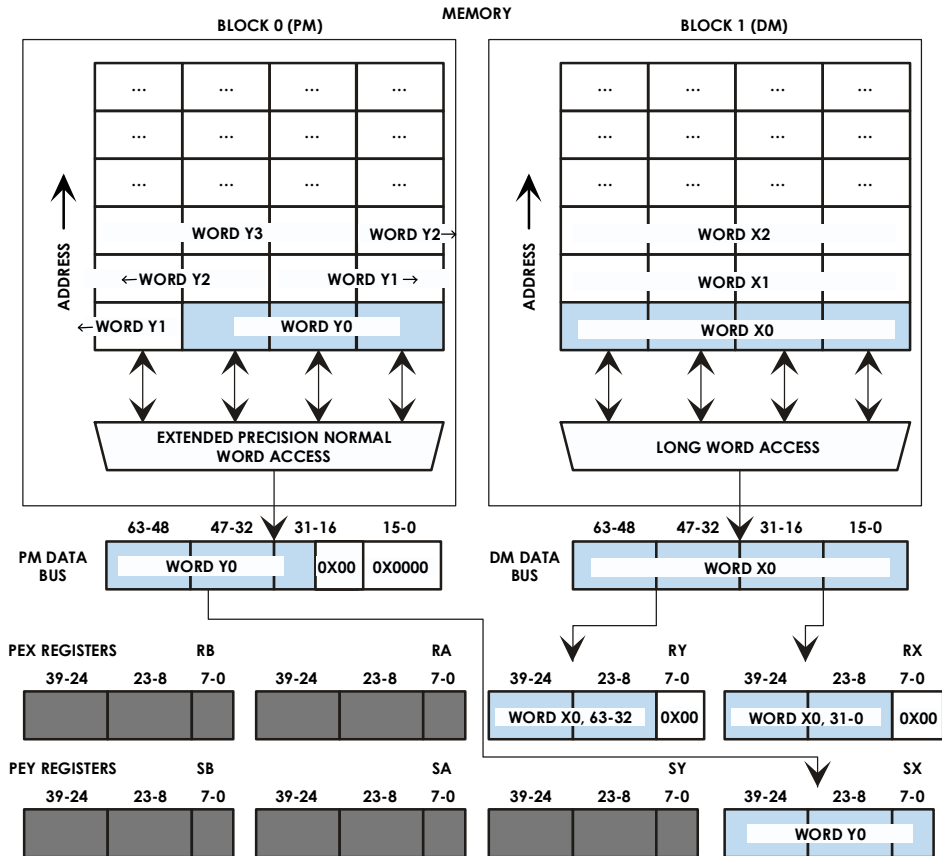 MEMORY
BLOCK 0 (PM) BLOCK 1 (DM)
... ... ... ... ... ... ... ...
... ... ... ... ... ... ... ...
... ... ... ... ... ... ... ...
ADDRESS ADDRESS
WORD Y3 WORD Y2→ WORD X2
←WORD Y2 WORD Y1→ WORD X1
←WORD Y1 WORD Y0 WORD X0
EXTENDED PRECISION NORMAL
WORD ACCESS
LONG WORD ACCESS
63-48 47-32 31-16 15-0 63-48 47-32 31-16 15-0
PM DATA
BUS
WORD Y0 0X00 0X0000
DM DATA
BUS
WORD X0
PEX REGISTERS RB RA RY RX
39-24 23-8 7-0 39-24 23-8 7-0 39-24 23-8 7-0 39-24 23-8 7-0
WORD X0, 63-32 0X00 WORD X0, 31-0 0X00
PEY REGISTERS SB SA SY SX
39-24 23-8 7-0 39-24 23-8 7-0 39-24 23-8 7-0 39-24 23-8 7-0
WORD Y0